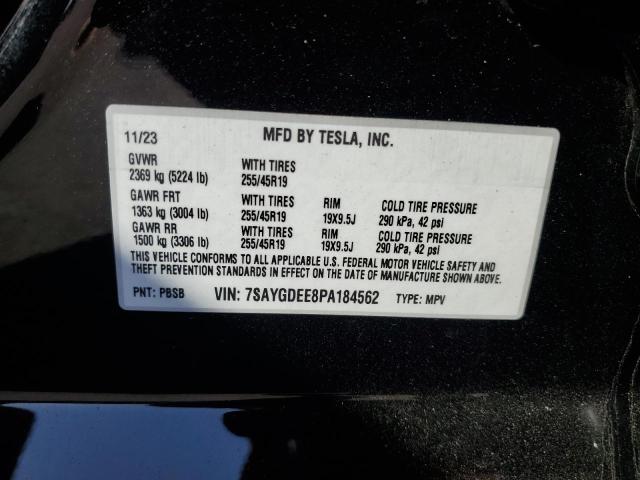 11/23 MFD BY TESLA, INC.
GVWR WITH TIRES
2369 kg (5224 lb) 255/45R19
GAWR FRT WITH TIRES RIM COLD TIRE PRESSURE
1363 kg (3004 lb) 255/45R19 19X9.5J 290 kPa, 42 psi
GAWR RR WITH TIRES RIM COLD TIRE PRESSURE
1500 kg (3306 lb) 255/45R19 19X9.5J 290 kPa, 42 psi
THIS VEHICLE CONFORMS TO ALL APPLICABLE U.S. FEDERAL MOTOR VEHICLE SAFETY AND
THEFT PREVENTION STANDARDS IN EFFECT ON THE DATE OF MANUFACTURE SHOWN ABOVE.
PNT: PBSB VIN: 7SAYGDEE8PA184562 TYPE: MPV